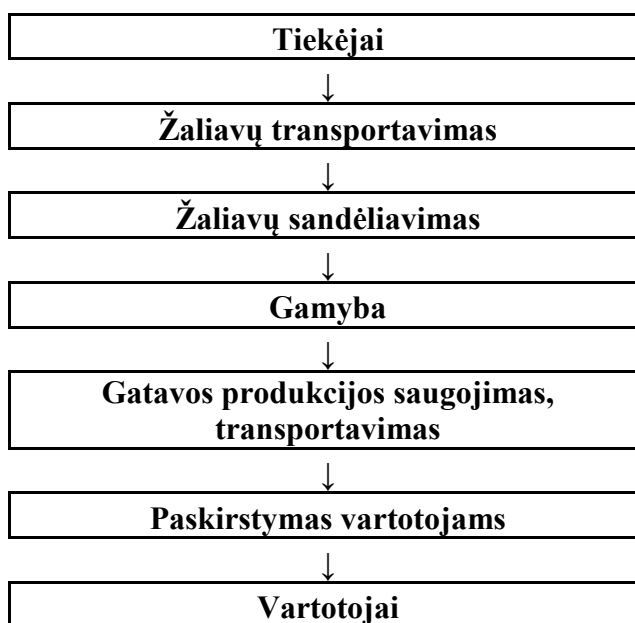 Tiekėjai
↓
Žaliavų transportavimas
↓
Žaliavų sandėliavimas
↓
Gamyba
↓
Gatavos produkcijos saugojimas,
transportavimas
↓
Paskirstymas vartotojams
↓
Vartotojai